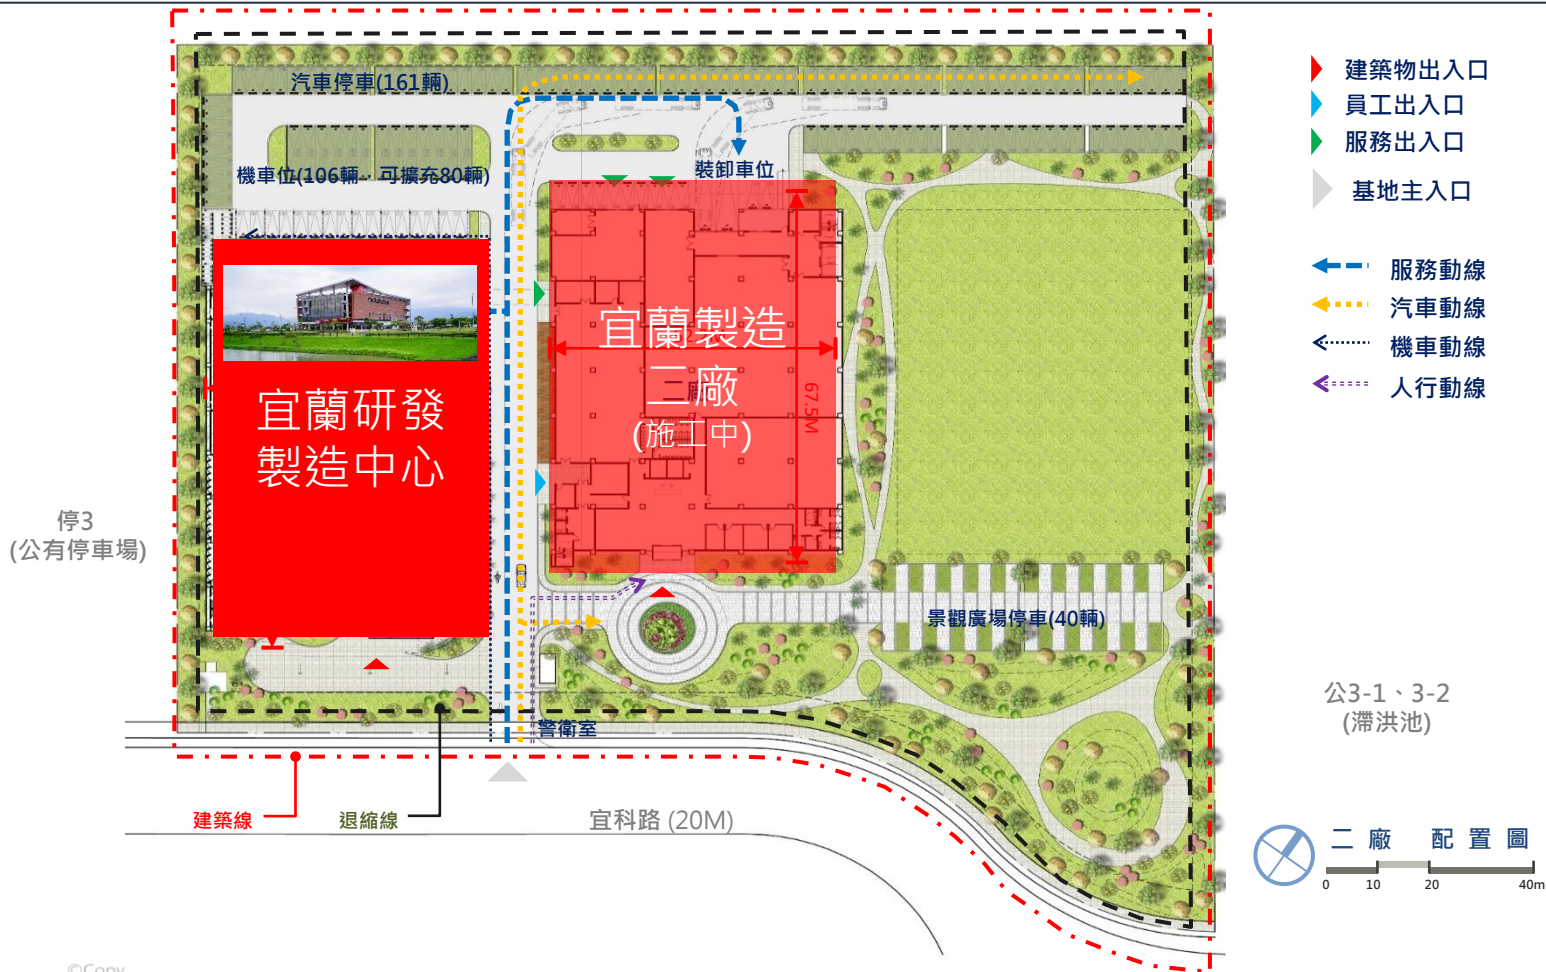 汽車停車(161輛)
機車位(106輛，可擴充80輛)
裝卸車位
宜蘭製造
二廠
(施工中)
二廠
67.5M
宜蘭研發
製造中心
停3
(公有停車場)
景觀廣場停車(40輛)
警衛室
建築線
退縮線
宜科路 (20M)
公3-1、3-2
(滯洪池)
建築物出入口
員工出入口
服務出入口
基地主入口
服務動線
汽車動線
機車動線
人行動線
二廠 配置圖
0 10 20 40m
©Copy